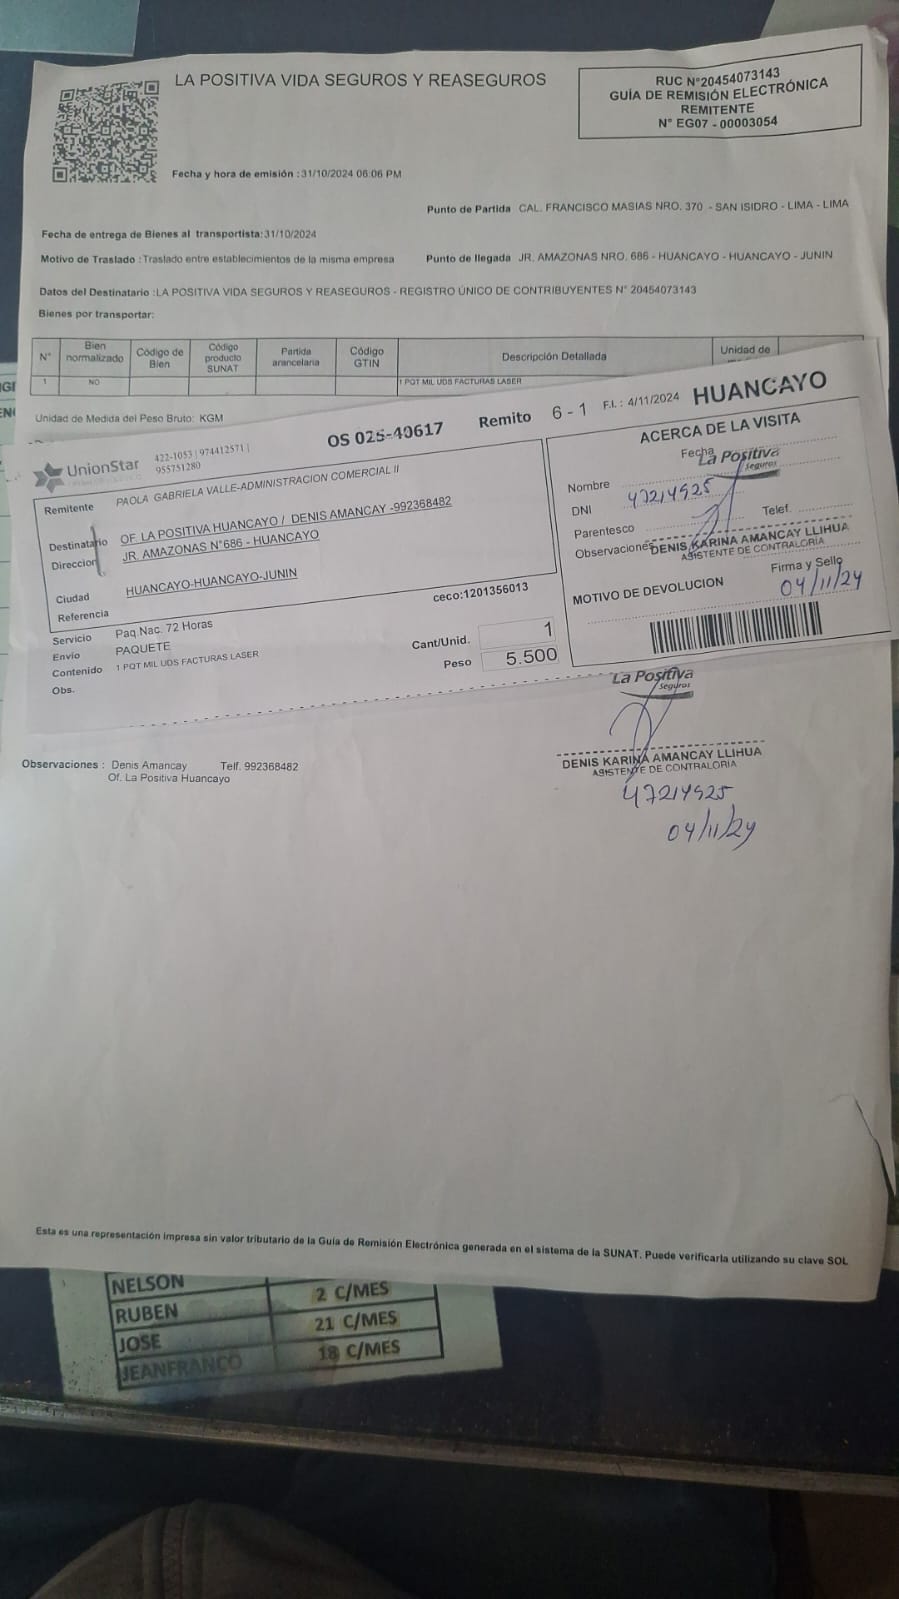 LA POSITIVA VIDA SEGUROS Y REASEGUROS
RUC N°20454073143
GUÍA DE REMISIÓN ELECTRÓNICA
REMITENTE
N° EG07 - 00003054
Fecha y hora de emisión : 31/10/2024 06:06 PM
Punto de Partida CAL. FRANCISCO MASIAS NRO. 370 - SAN ISIDRO - LIMA - LIMA
Fecha de entrega de Bienes al transportista: 31/10/2024
Motivo de Traslado : Traslado entre establecimientos de la misma empresa
Punto de llegada JR. AMAZONAS NRO. 686 - HUANCAYO - HUANCAYO - JUNIN
Datos del Destinatario : LA POSITIVA VIDA SEGUROS Y REASEGUROS - REGISTRO ÚNICO DE CONTRIBUYENTES N° 20454073143
Bienes por transportar:
N° Bien normalizado Código de Bien Código producto SUNAT Partida arancelaria Código GTIN Descripción Detallada Unidad de
1 NO 1 PQT MIL UDS FACTURAS LASER
Unidad de Medida del Peso Bruto: KGM
UnionStar
422-1053 | 974412571 |
955751280
OS 025-40617 Remito 6 - 1 F.I. : 4/11/2024 HUANCAYO
Remitente PAOLA GABRIELA VALLE-ADMINISTRACION COMERCIAL II
Destinatario OF. LA POSITIVA HUANCAYO / DENIS AMANCAY -992368482
Direccion JR. AMAZONAS N°686 - HUANCAYO
Ciudad HUANCAYO-HUANCAYO-JUNIN
Referencia
ceco:1201356013
Servicio Paq.Nac. 72 Horas
Envio PAQUETE
Contenido 1 PQT MIL UDS FACTURAS LASER
Obs.
Cant/Unid. 1
Peso 5.500
ACERCA DE LA VISITA
Fecha
La Positiva
Seguros
Nombre
DNI 47214925
Telef.
Parentesco
Observaciones
DENIS KARINA AMANCAY LLIHUA
ASISTENTE DE CONTRALORIA
Firma y Sello
MOTIVO DE DEVOLUCION
04/11/24
La Positiva
Seguros
DENIS KARINA AMANCAY LLIHUA
ASISTENTE DE CONTRALORIA
47214925
04/11/24
Observaciones : Denis Amancay Telf. 992368482
Of. La Positiva Huancayo
Esta es una representación impresa sin valor tributario de la Guía de Remisión Electrónica generada en el sistema de la SUNAT. Puede verificarla utilizando su clave SOL
NELSON 2 C/MES
RUBEN 21 C/MES
JOSE 18 C/MES
JEANFRANCO